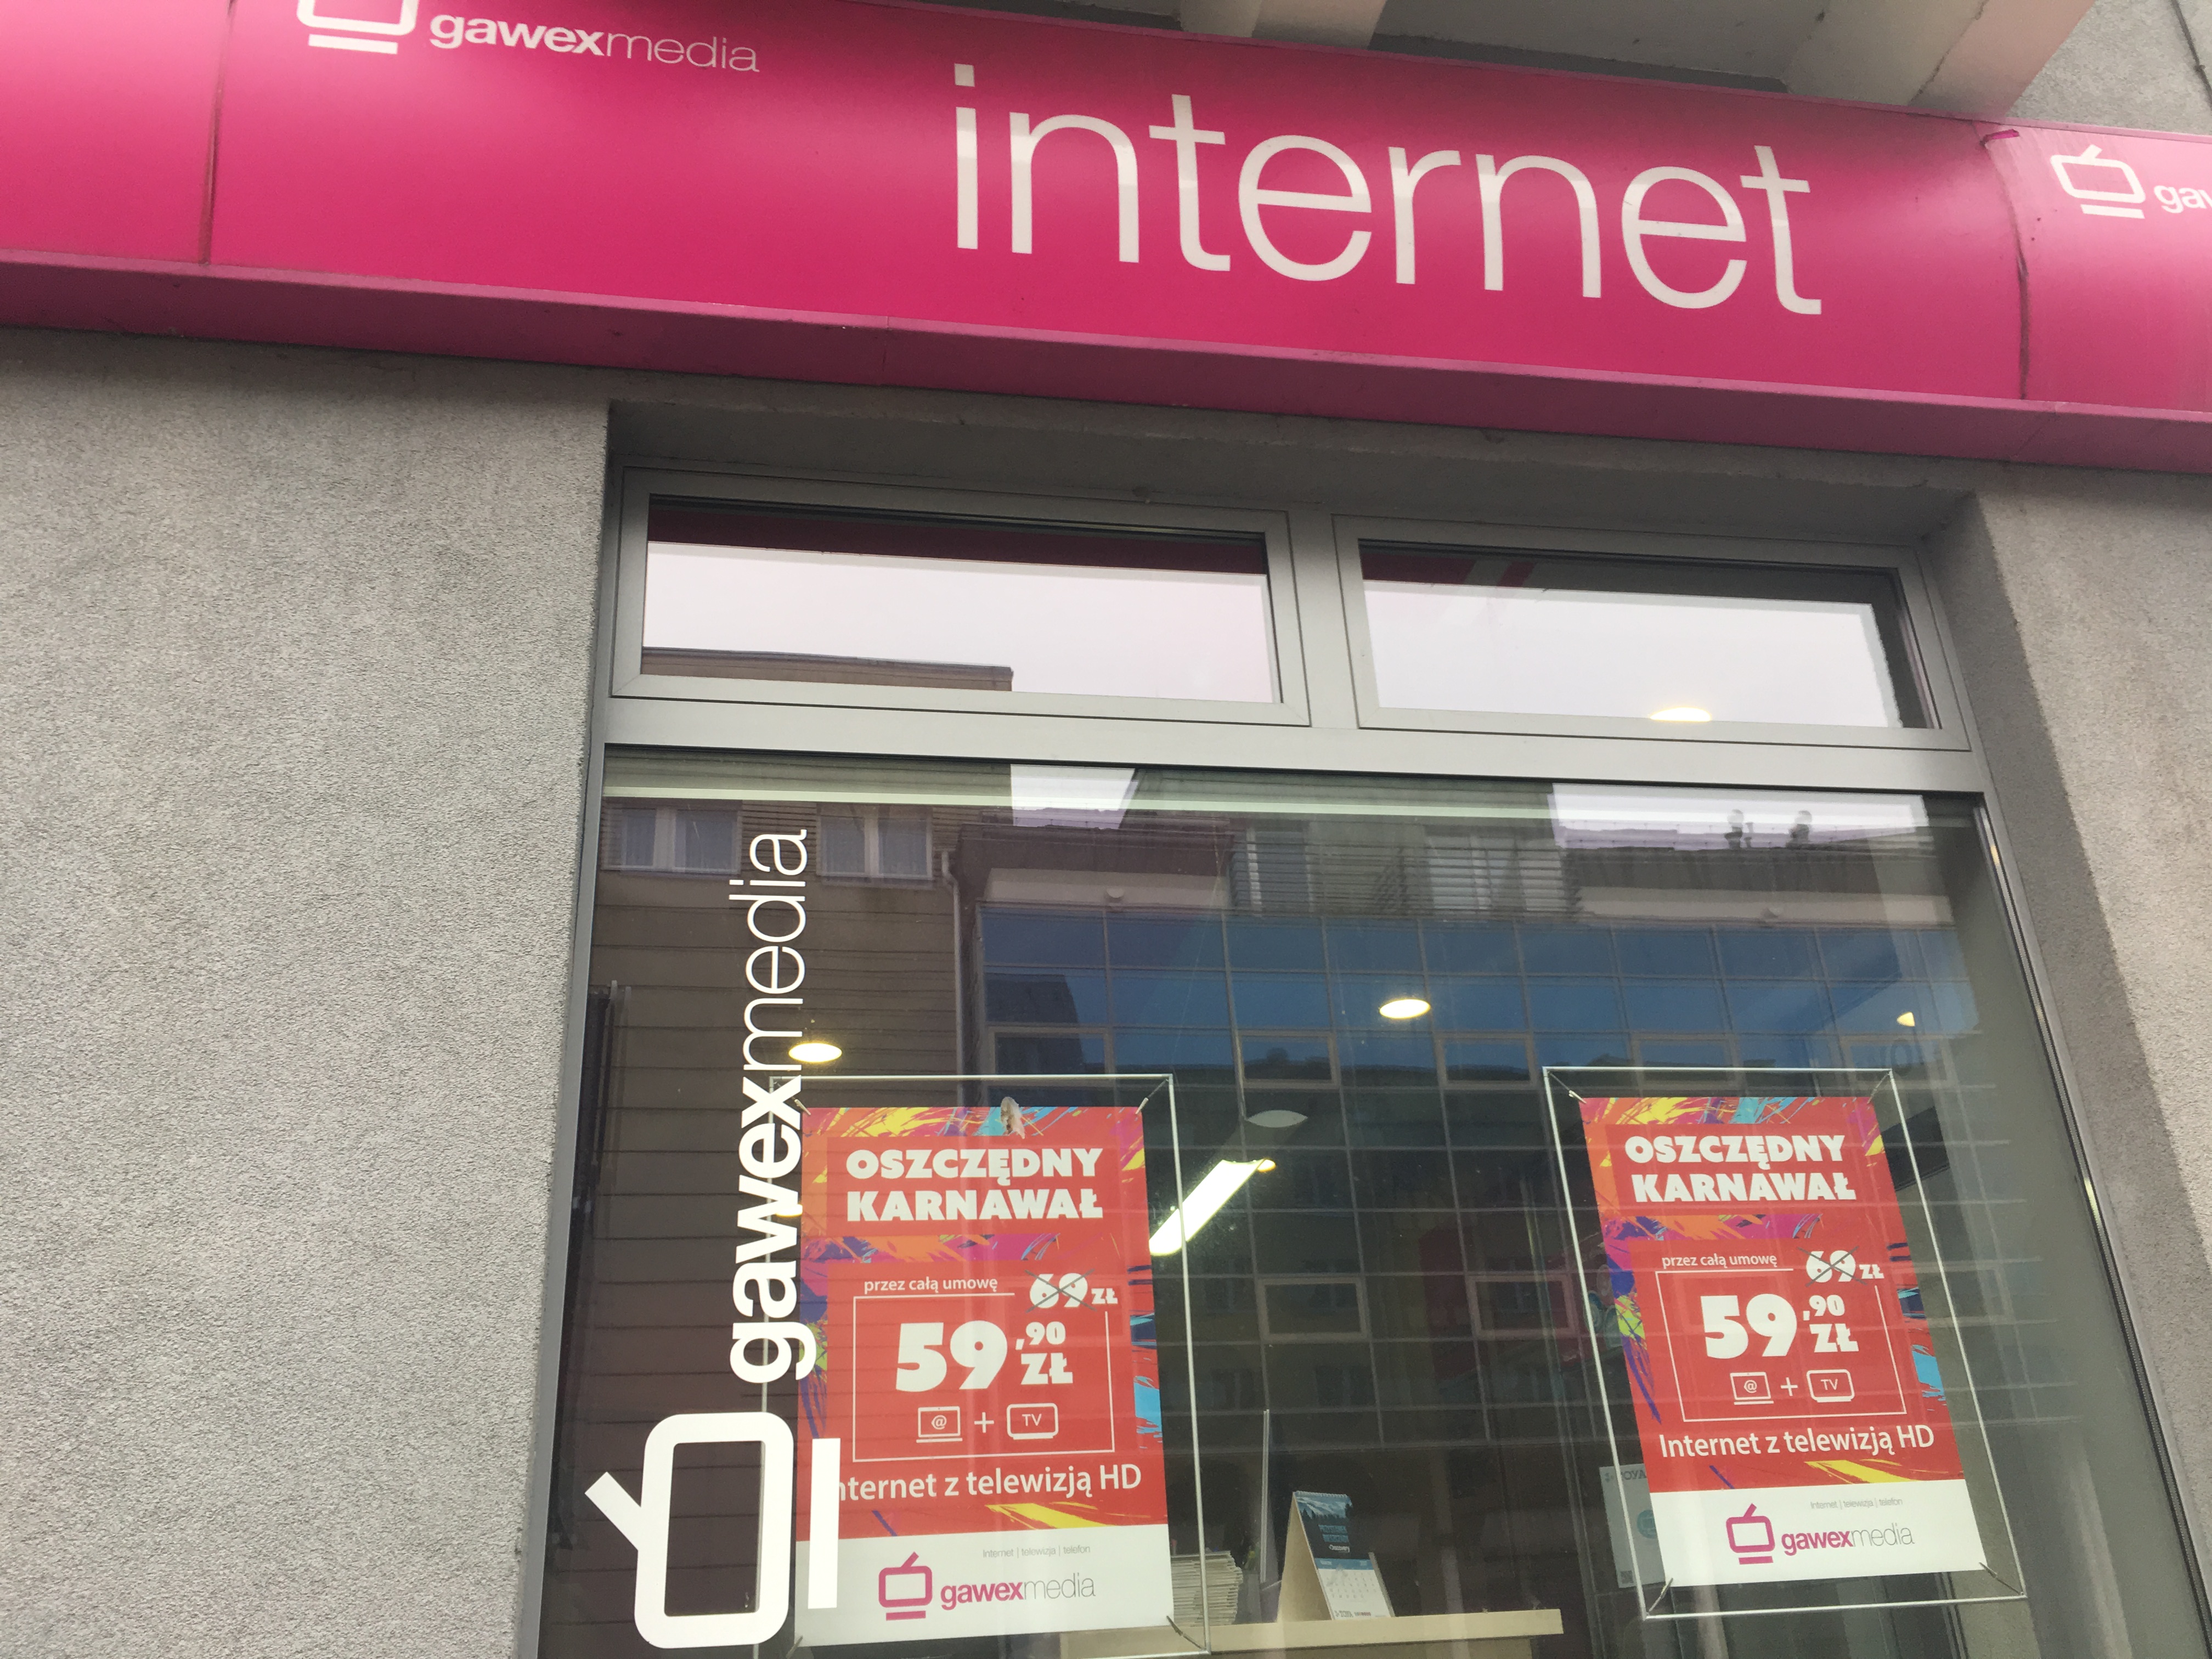 gawexmedia
internet
gaw
gawexmedia
OSZCZĘDNY
KARNAWAŁ
przez całą umowę
69 ZŁ
59,90
ZŁ
@ + TV
nternet z telewizją HD
Internet | telewizja | telefon
gawexmedia
OSZCZĘDNY
KARNAWAŁ
przez całą umowę
69 ZŁ
59,90
ZŁ
@ + TV
Internet z telewizją HD
Internet | telewizja | telefon
gawexmedia